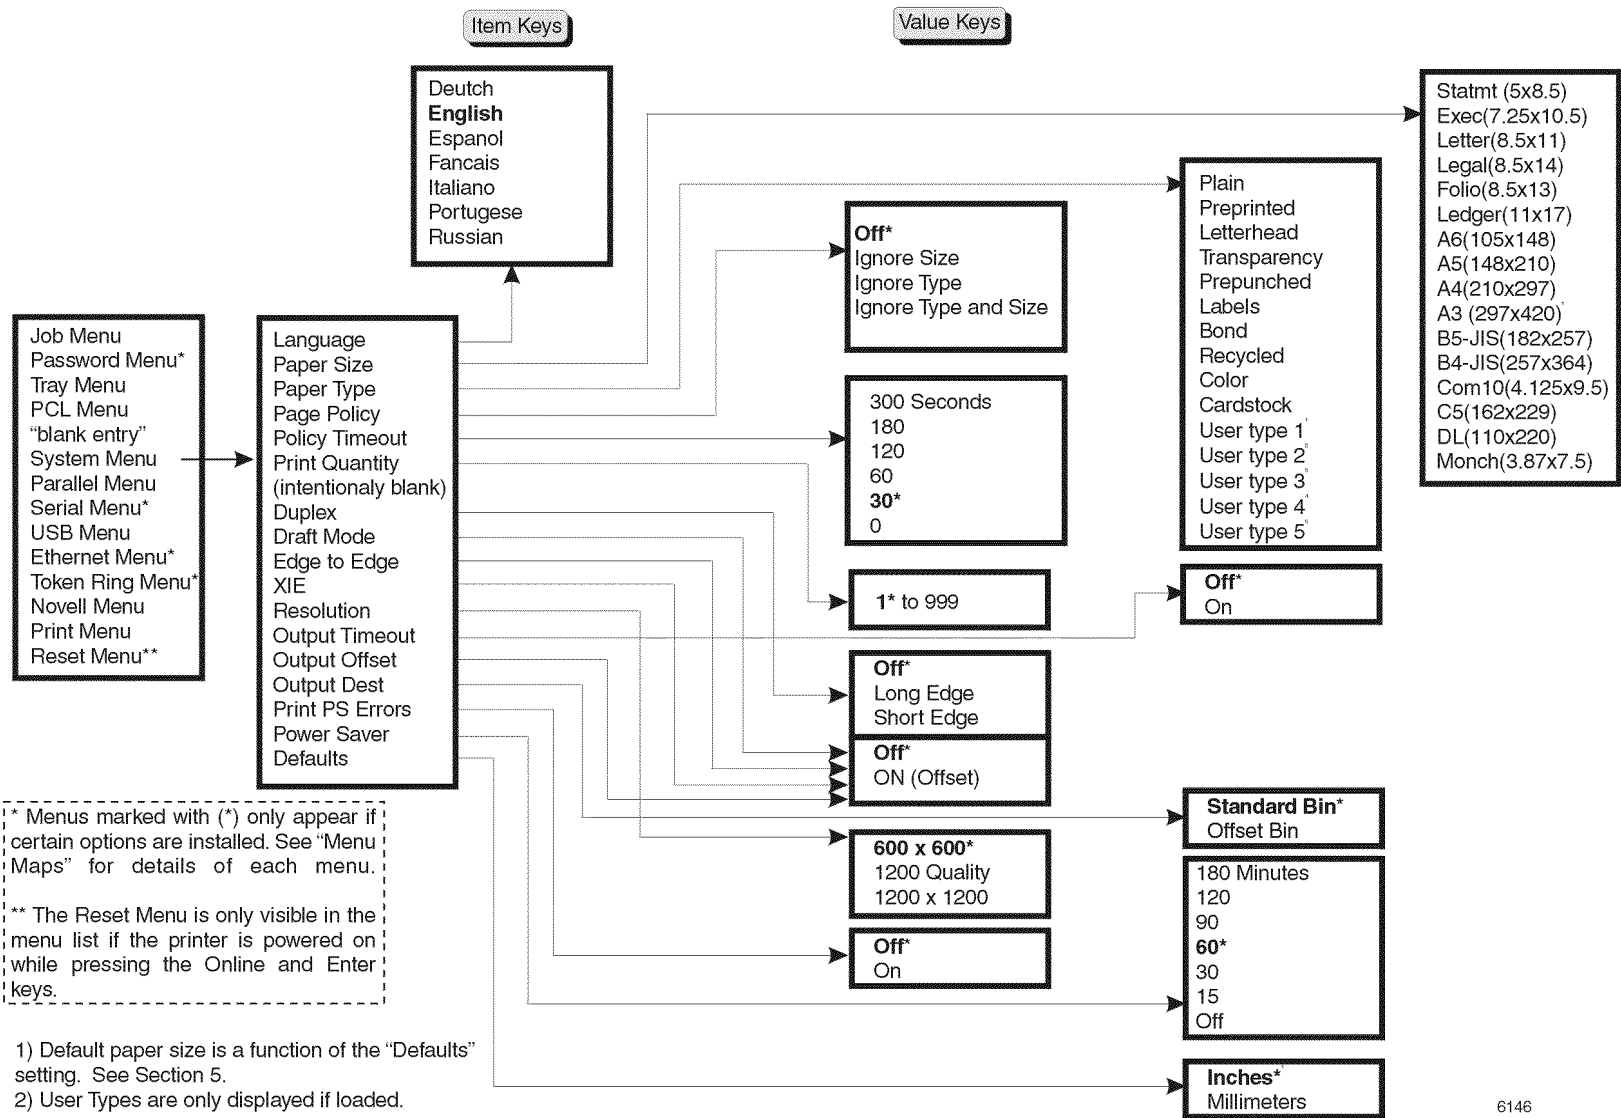 Item Keys
Value Keys
Deutch
English
Espanol
Fancais
Italiano
Portugese
Russian
Statmt (5x8.5)
Exec(7.25x10.5)
Letter(8.5x11)
Legal(8.5x14)
Folio(8.5x13)
Ledger(11x17)
A6(105x148)
A5(148x210)
A4(210x297)
A3 (297x420)¹
B5-JIS(182x257)
B4-JIS(257x364)
Com10(4.125x9.5)
C5(162x229)
DL(110x220)
Monch(3.87x7.5)
Plain
Preprinted
Letterhead
Transparency
Prepunched
Labels
Bond
Recycled
Color
Cardstock
User type 1
User type 2
User type 3
User type 4
User type 5
Off*
Ignore Size
Ignore Type
Ignore Type and Size
Job Menu
Password Menu*
Tray Menu
PCL Menu
“blank entry”
System Menu
Parallel Menu
Serial Menu*
USB Menu
Ethernet Menu*
Token Ring Menu*
Novell Menu
Print Menu
Reset Menu**
Language
Paper Size
Paper Type
Page Policy
Policy Timeout
Print Quantity
(intentionaly blank)
Duplex
Draft Mode
Edge to Edge
XIE
Resolution
Output Timeout
Output Offset
Output Dest
Print PS Errors
Power Saver
Defaults
300 Seconds
180
120
60
30*
0
1* to 999
Off*
On
Off*
Long Edge
Short Edge
Off*
ON (Offset)
600 x 600*
1200 Quality
1200 x 1200
Off*
On
Standard Bin*
Offset Bin
180 Minutes
120
90
60*
30
15
Off
Inches*
Millimeters
* Menus marked with (*) only appear if
certain options are installed. See “Menu
Maps” for details of each menu.
** The Reset Menu is only visible in the
menu list if the printer is powered on
while pressing the Online and Enter
keys.
1) Default paper size is a function of the “Defaults”
setting. See Section 5.
2) User Types are only displayed if loaded.
6146